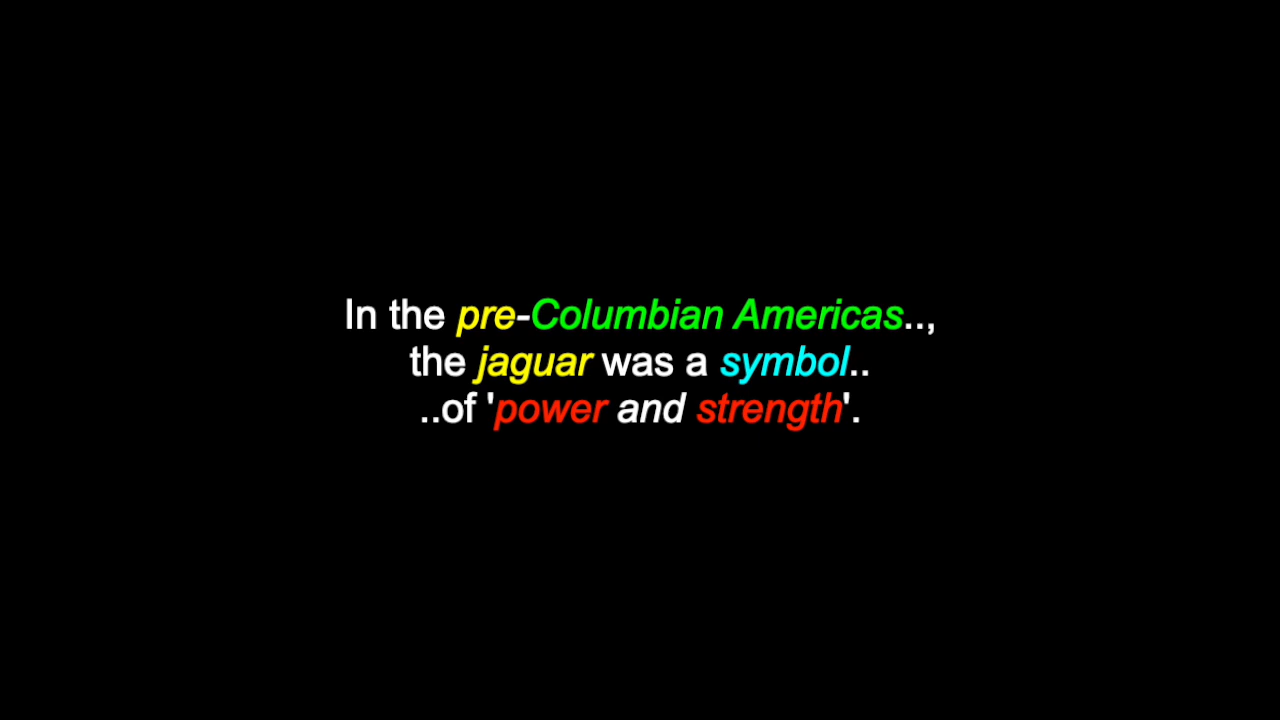 In the pre-Columbian Americas..,
the jaguar was a symbol..
..of 'power and strength'.